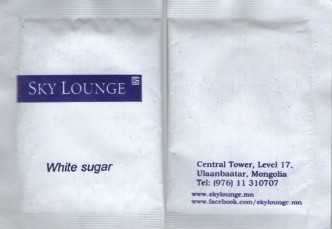 SKY LOUNGE
White sugar
Central Tower, Level 17,
Ulaanbaatar, Mongolia
Tel: (976) 11 310707
www.skylounge.mn
www.facebook.com/skylounge.mn